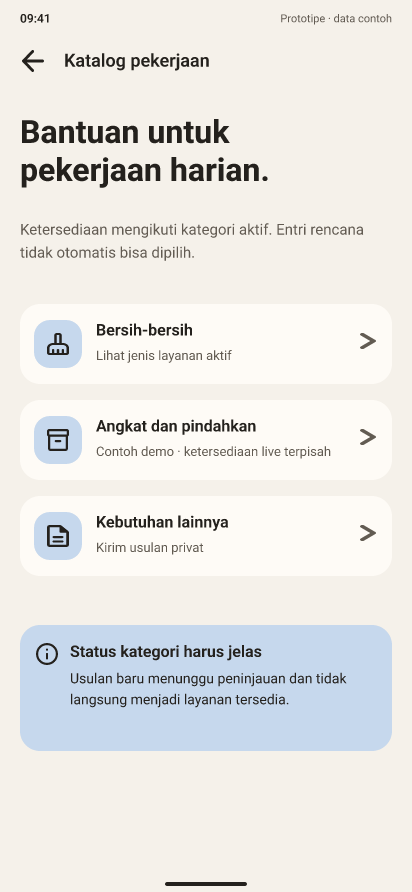 09:41
Prototipe · data contoh
Katalog pekerjaan
Bantuan untuk
pekerjaan harian.
Ketersediaan mengikuti kategori aktif. Entri rencana
tidak otomatis bisa dipilih.
Bersih-bersih
Lihat jenis layanan aktif
Angkat dan pindahkan
Contoh demo · ketersediaan live terpisah
Kebutuhan lainnya
Kirim usulan privat
Status kategori harus jelas
Usulan baru menunggu peninjauan dan tidak
langsung menjadi layanan tersedia.